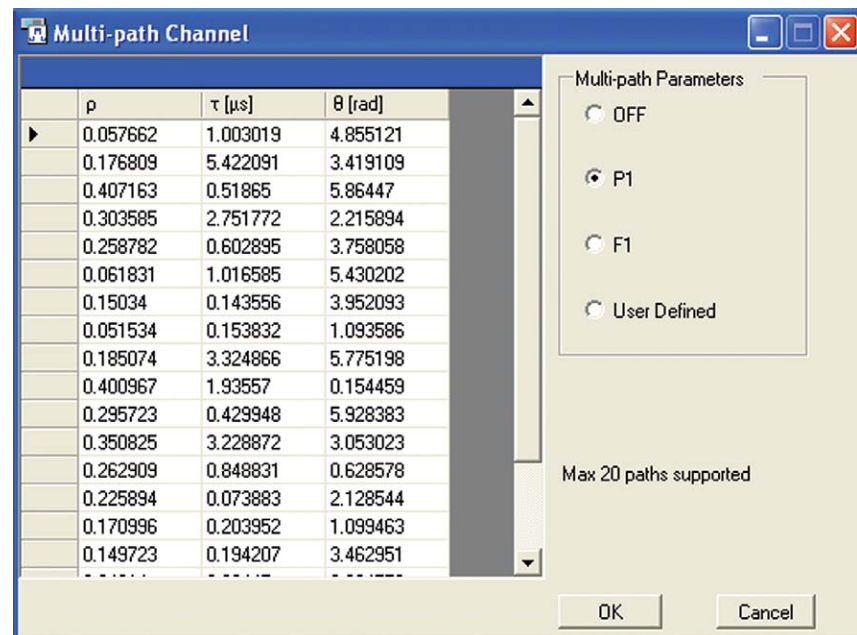 Multi-path Channel
ρ τ [µs] θ [rad]
0.057662 1.003019 4.855121
0.176809 5.422091 3.419109
0.407163 0.51865 5.86447
0.303585 2.751772 2.215894
0.258782 0.602895 3.758058
0.061831 1.016585 5.430202
0.15034 0.143556 3.952093
0.051534 0.153832 1.093586
0.185074 3.324866 5.775198
0.400967 1.93557 0.154459
0.295723 0.429948 5.928383
0.350825 3.228872 3.053023
0.262909 0.848831 0.628578
0.225894 0.073883 2.128544
0.170996 0.203952 1.099463
0.149723 0.194207 3.462951
Multi-path Parameters
OFF
P1
F1
User Defined
Max 20 paths supported
OK
Cancel